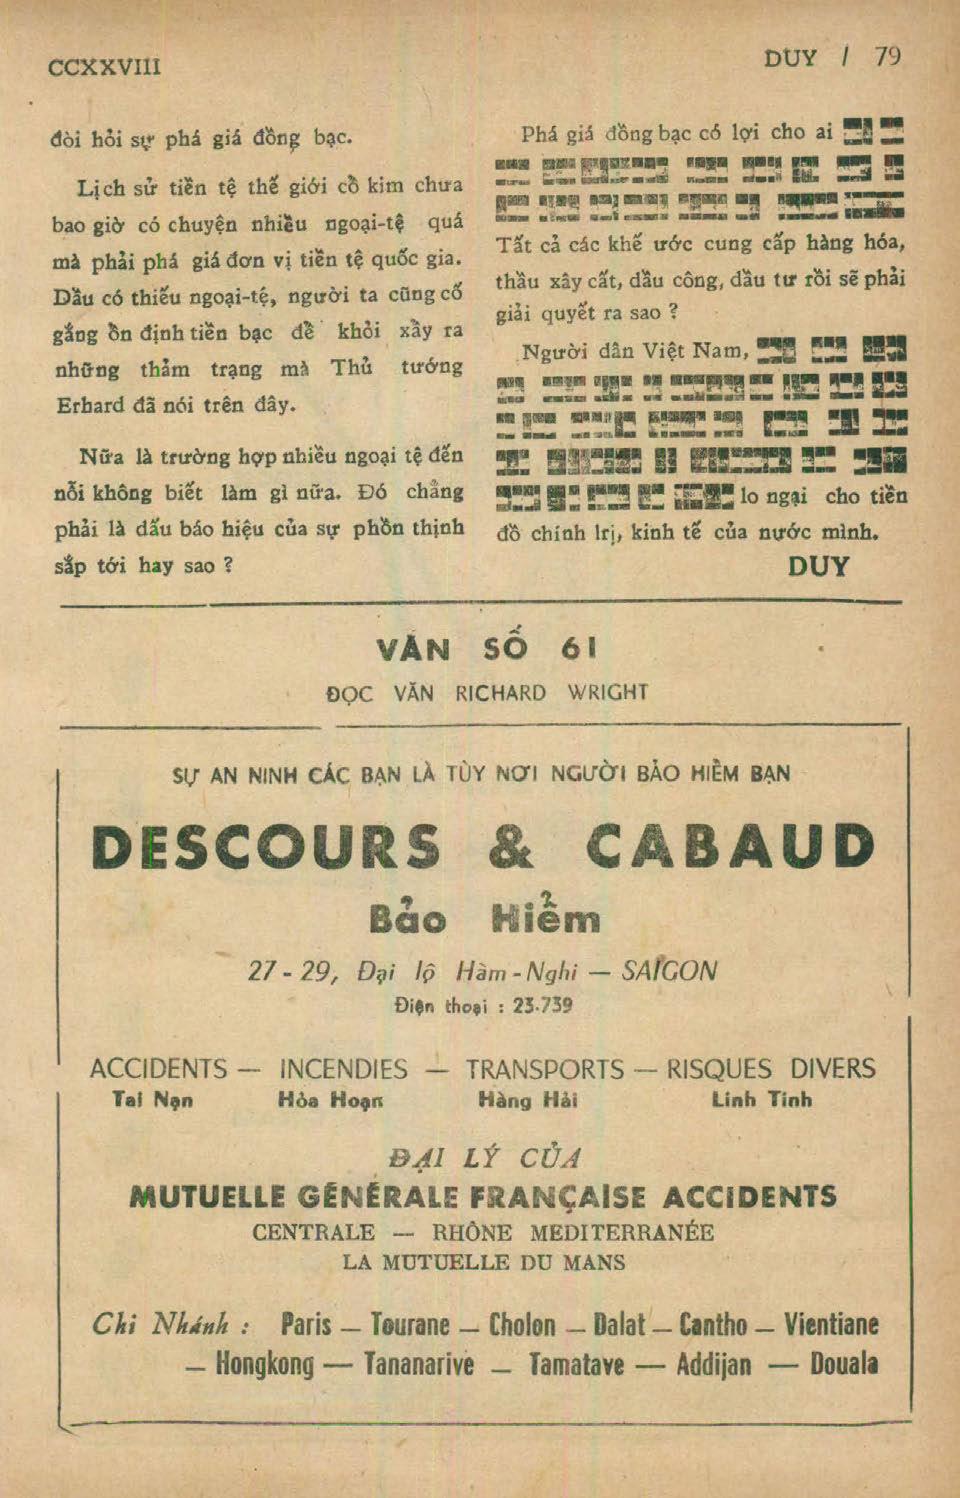 CCXXVIII
DUY / 79
đòi hỏi sự phá giá đồng bạc.
Lịch sử tiền tệ thế giới cổ kim chưa
bao giờ có chuyện nhiều ngoại-tệ quá
mà phải phá giá đơn vị tiền tệ quốc gia.
Dầu có thiếu ngoại-tệ, người ta cũng cố
gắng ổn định tiền bạc để khỏi xẩy ra
những thảm trạng mà Thủ tướng
Erhard đã nói trên đây.
Nữa là trường hợp nhiều ngoại tệ đến
nỗi không biết làm gì nữa. Đó chẳng
phải là dấu báo hiệu của sự phồn thịnh
sắp tới hay sao ?
Phá giá đồng bạc có lợi cho ai
Tất cả các khế ước cung cấp hàng hóa,
thầu xây cất, dầu công, dầu tư rồi sẽ phải
giải quyết ra sao ?
Người dân Việt Nam,
lo ngại cho tiền
đồ chính lrị, kinh tế của nước mình.
DUY
VĂN SỐ 61
ĐỌC VĂN RICHARD WRIGHT
SỰ AN NINH CÁC BẠN LÀ TÙY NƠI NGƯỜI BẢO HIỂM BẠN
DESCOURS & CABAUD
Bảo Hiểm
27 - 29, Đại lộ Hàm - Nghi — SAIGON
Điện thoại : 23.739
ACCIDENTS — INCENDIES — TRANSPORTS — RISQUES DIVERS
Tai Nạn Hỏa Hoạn Hàng Hải Linh Tinh
ĐẠI LÝ CỦA
MUTUELLE GÉNÉRALE FRANÇAISE ACCIDENTS
CENTRALE — RHÔNE MEDITERRANÉE
LA MUTUELLE DU MANS
Chi Nhánh : Paris — Tourane — Cholon — Dalat — Cantho — Vientiane
— Hongkong — Tananarive — Tamatave — Addijan — Douala